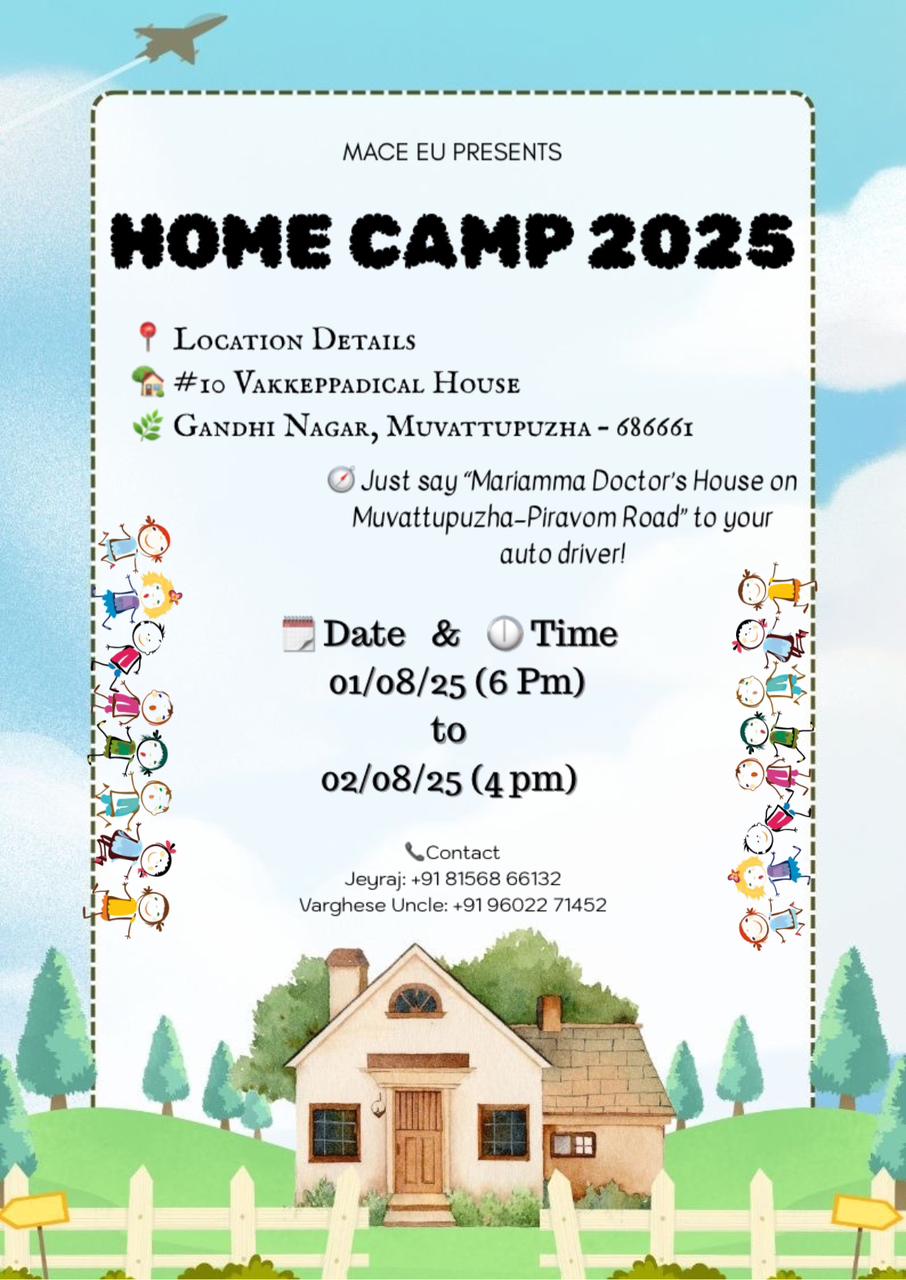 MACE EU PRESENTS
HOME CAMP 2025
📍 Location Details
🏡 #10 Vakkeppadical House
🌿 Gandhi Nagar, Muvattupuzha - 686661
🧭 Just say “Mariamma Doctor’s House on
Muvattupuzha–Piravom Road” to your
auto driver!
🗓️ Date & 🕕 Time
01/08/25 (6 Pm)
to
02/08/25 (4 pm)
📞Contact
Jeyraj: +91 81568 66132
Varghese Uncle: +91 96022 71452